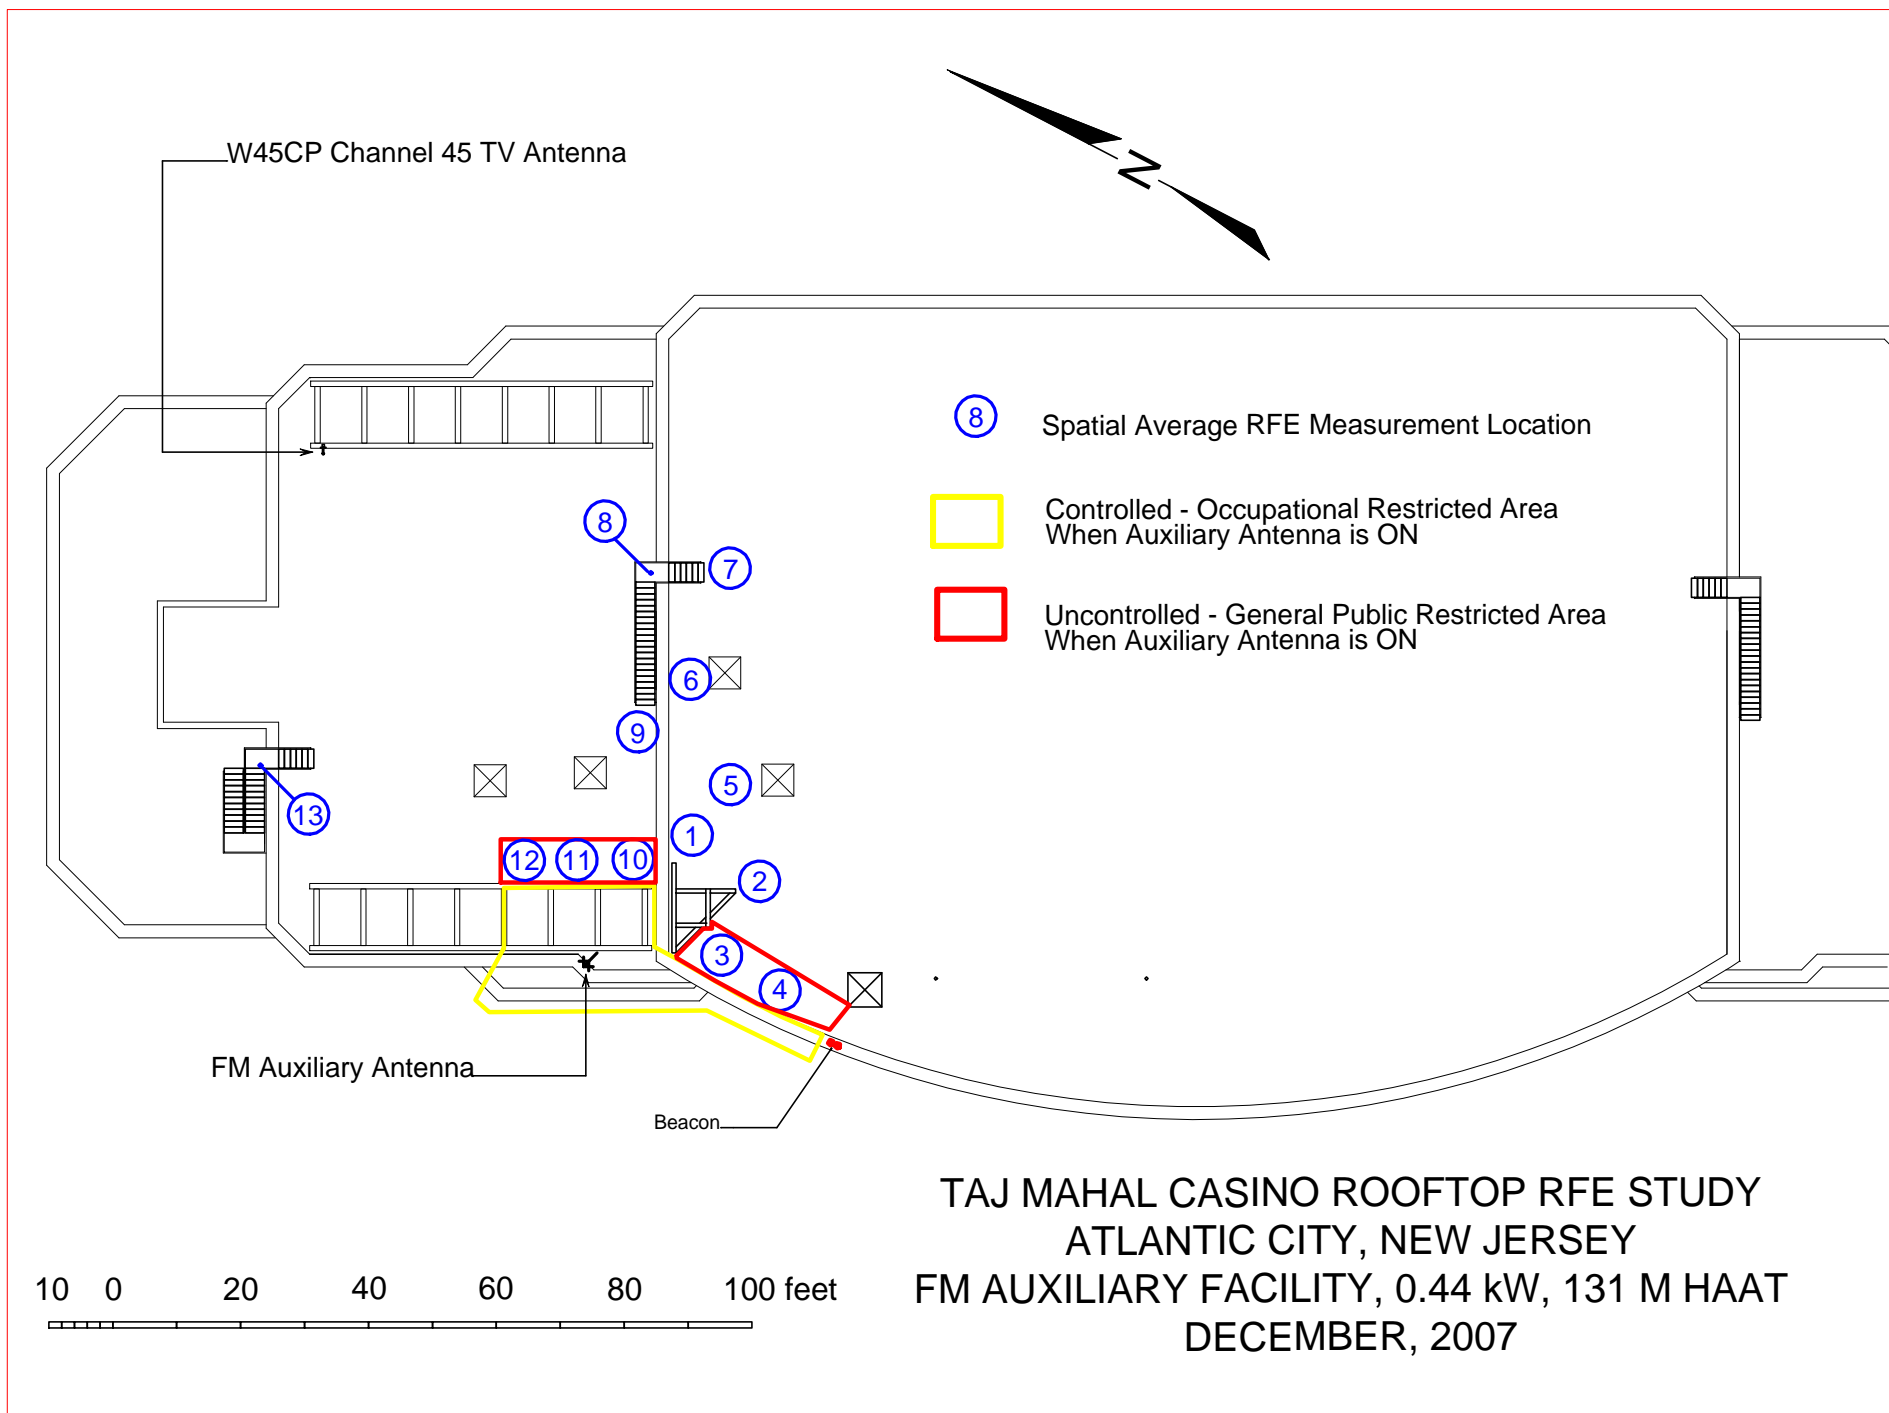 W45CP Channel 45 TV Antenna
N
8 Spatial Average RFE Measurement Location
Controlled - Occupational Restricted Area
When Auxiliary Antenna is ON
Uncontrolled - General Public Restricted Area
When Auxiliary Antenna is ON
8
7
6
9
5
13
1
12 11 10
2
3
4
FM Auxiliary Antenna
Beacon
TAJ MAHAL CASINO ROOFTOP RFE STUDY
ATLANTIC CITY, NEW JERSEY
FM AUXILIARY FACILITY, 0.44 kW, 131 M HAAT
DECEMBER, 2007
10 0 20 40 60 80 100 feet